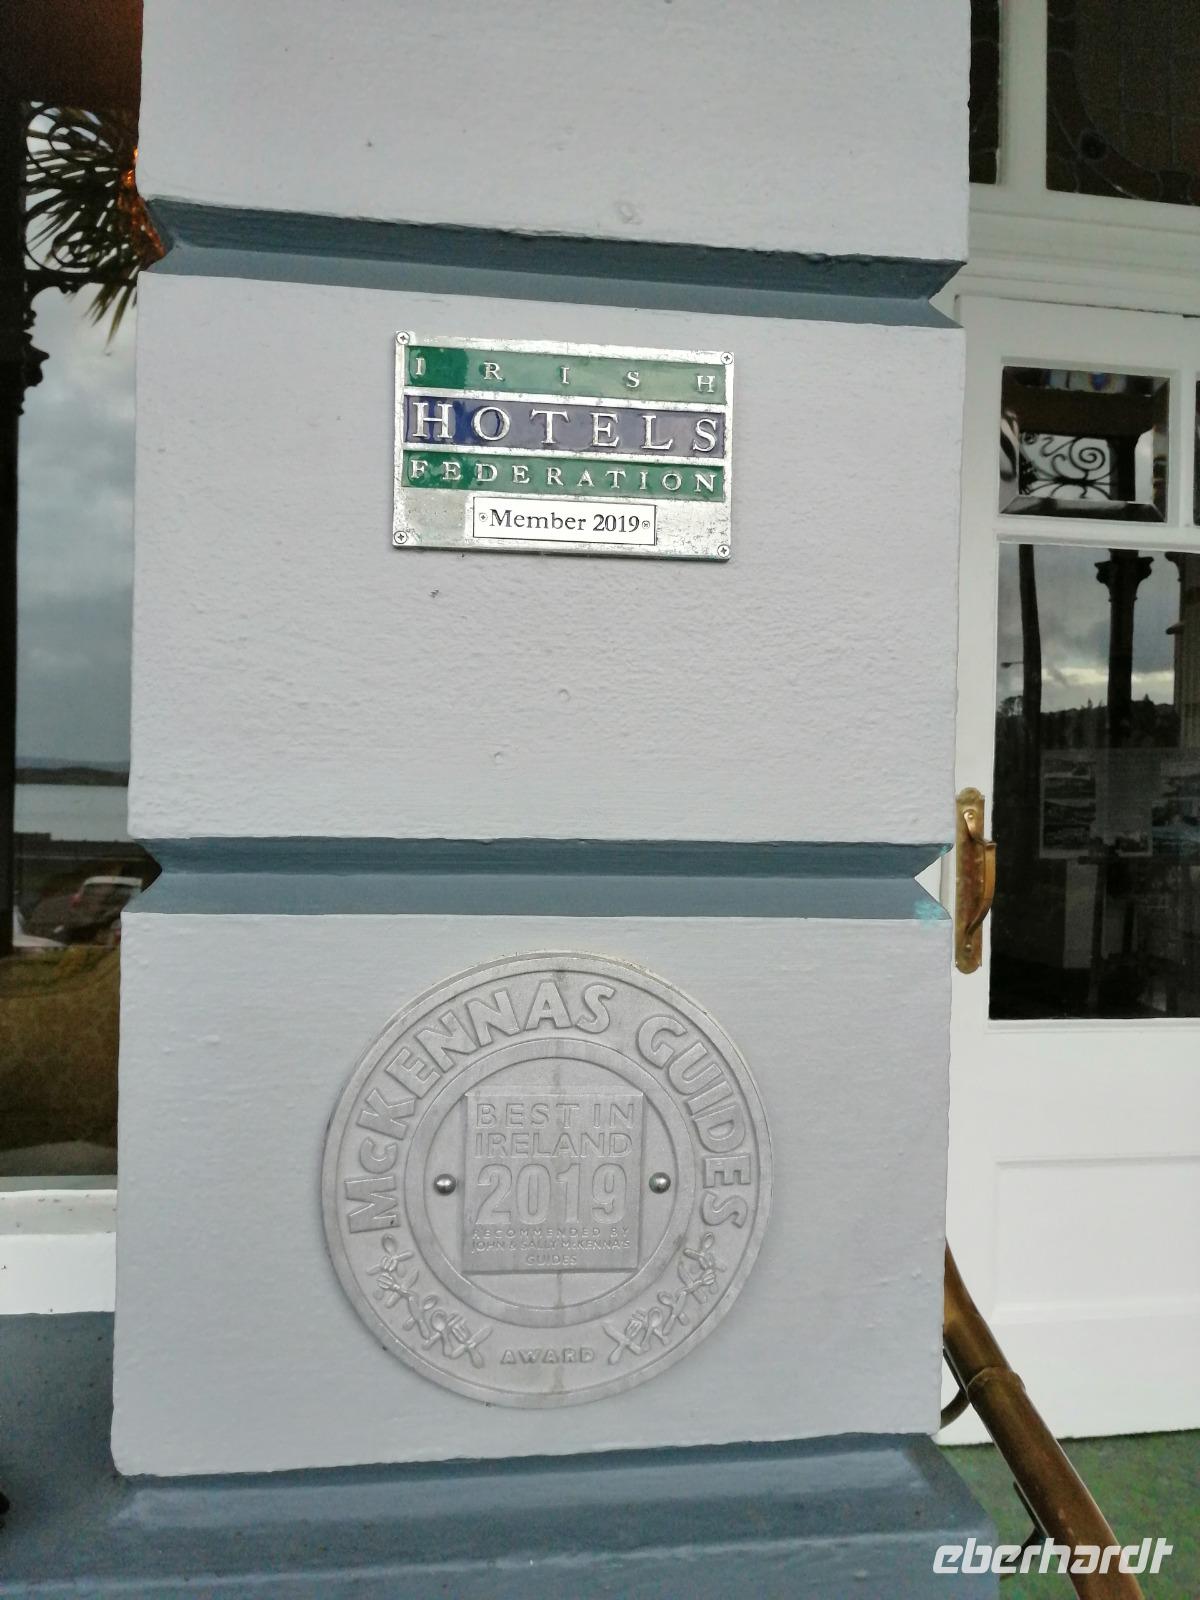 IRISH
HOTELS
FEDERATION
Member 2019
McKENNAS GUIDES
BEST IN
IRELAND
2019
RECOMMENDED BY
JOHN & SALLY McKENNA'S
GUIDES
AWARD
eberhardt